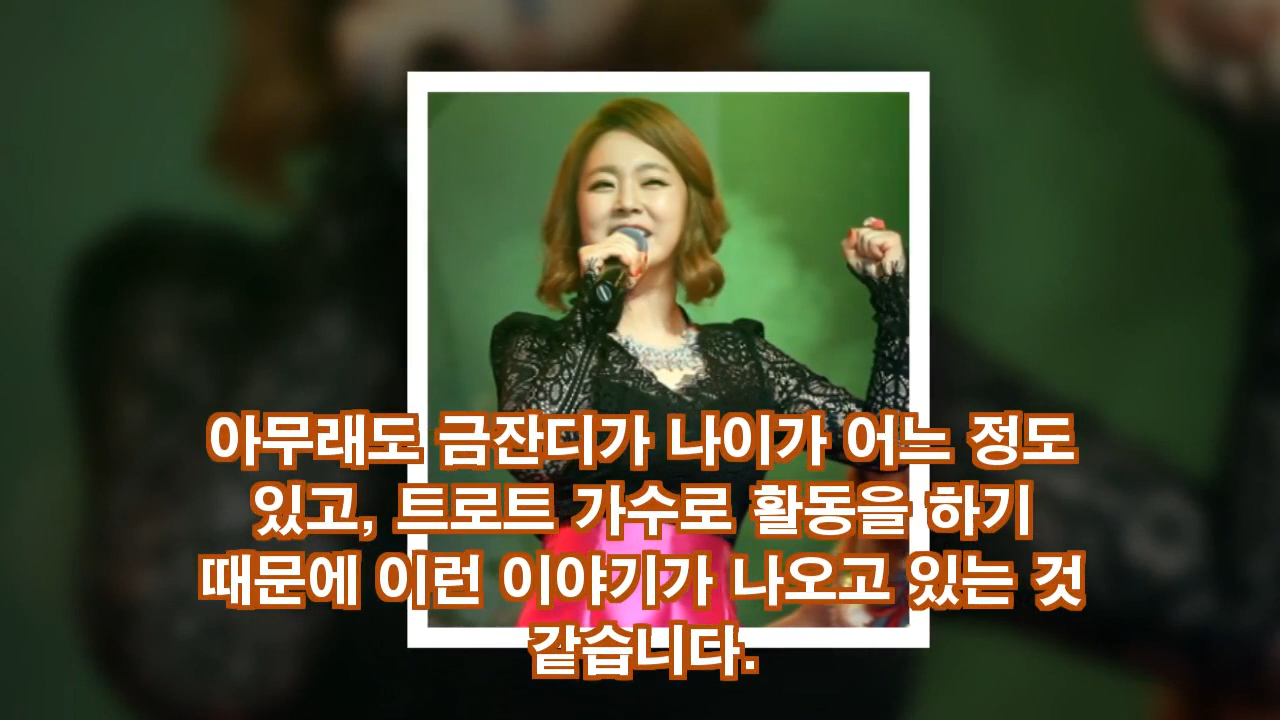 아무래도 금잔디가 나이가 어느 정도
있고, 트로트 가수로 활동을 하기
때문에 이런 이야기가 나오고 있는 것
같습니다.